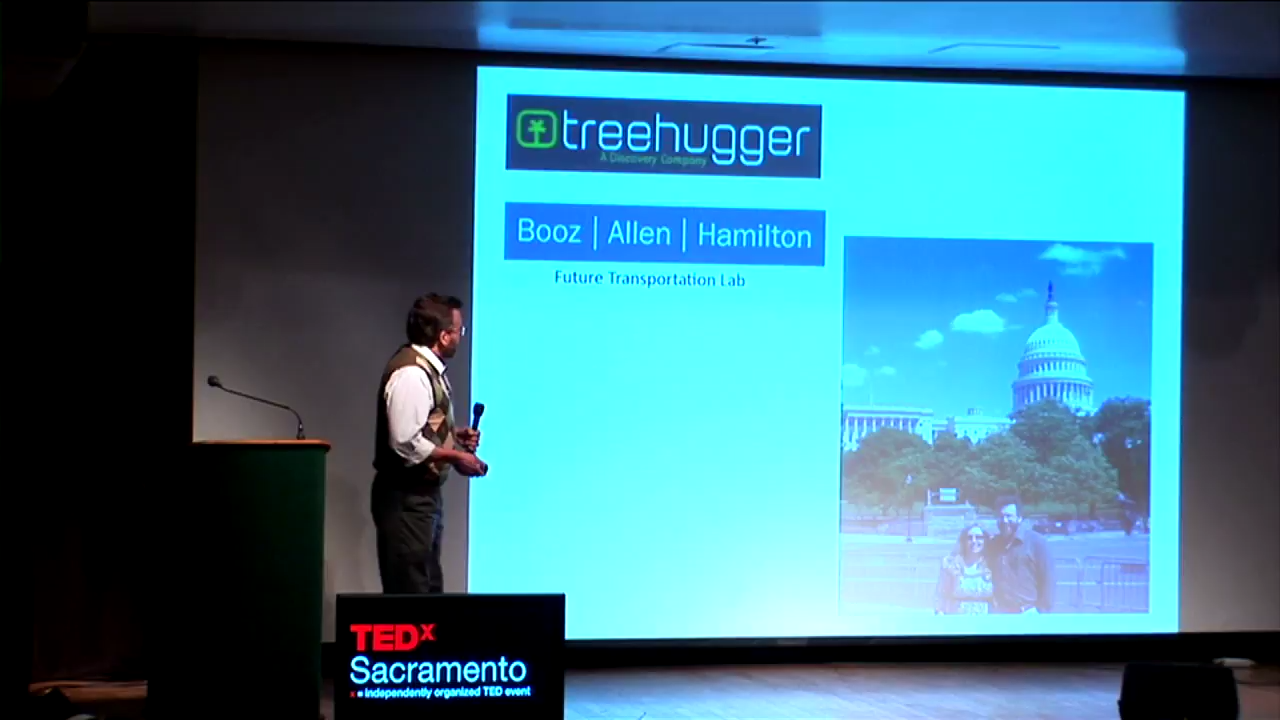 treehugger
A Discovery Company
Booz | Allen | Hamilton
Future Transportation Lab
TEDx
Sacramento
x = independently organized TED event